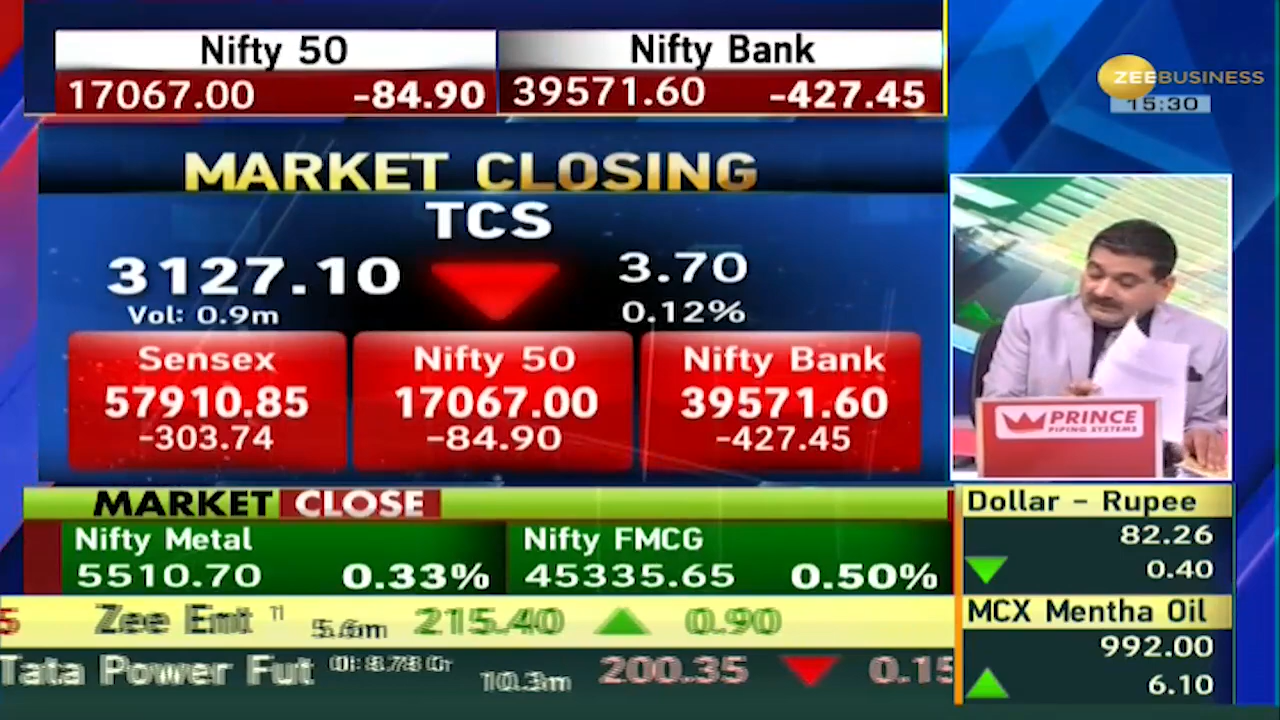 Nifty 50 Nifty Bank
17067.00 -84.90 39571.60 -427.45
ZEEBUSINESS
15:30
MARKET CLOSING
TCS
3127.10 3.70
Vol: 0.9m 0.12%
Sensex Nifty 50 Nifty Bank
57910.85 17067.00 39571.60
-303.74 -84.90 -427.45
PRINCE
PIPING SYSTEMS
MARKET CLOSE
Nifty Metal Nifty FMCG
5510.70 0.33% 45335.65 0.50%
Dollar - Rupee
82.26
0.40
MCX Mentha Oil
992.00
6.10
5 Zee Ent 5.6m 215.40 0.90
Tata Power Fut 10.3m 200.35 0.15